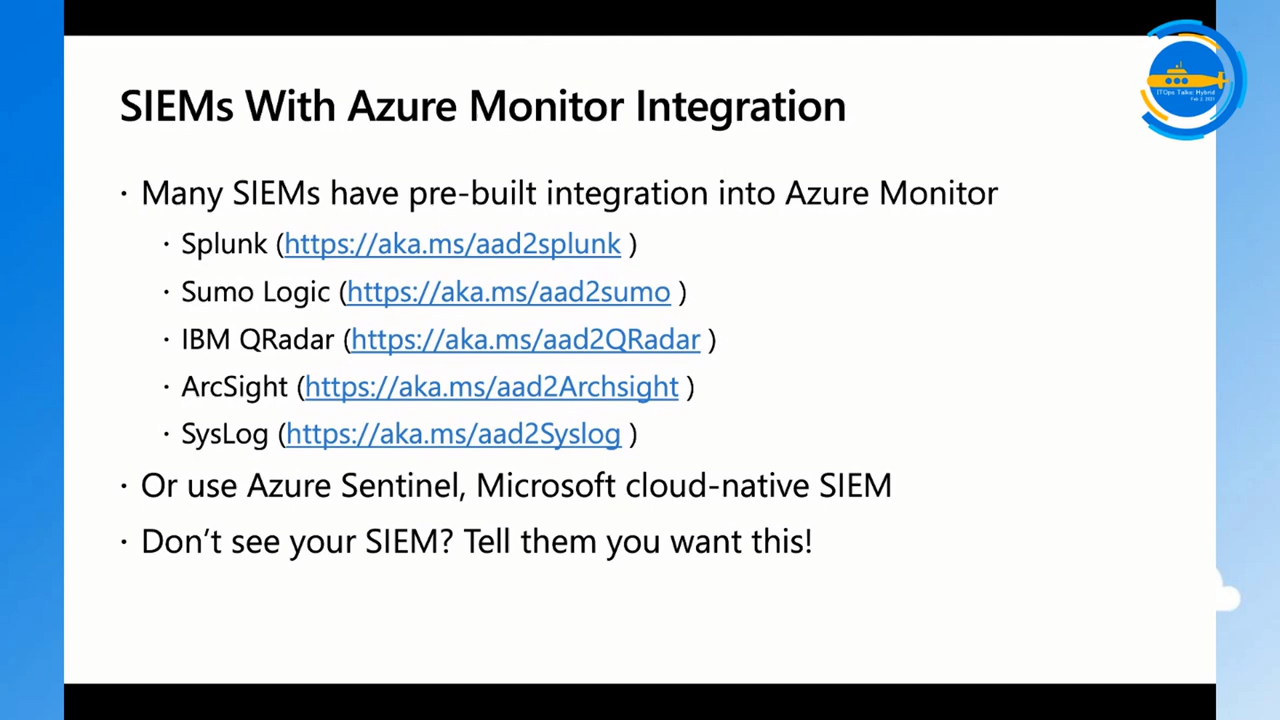 SIEMs With Azure Monitor Integration
ITOps Talks: Hybrid
Feb 2, 2021
· Many SIEMs have pre-built integration into Azure Monitor
· Splunk (https://aka.ms/aad2splunk )
· Sumo Logic (https://aka.ms/aad2sumo )
· IBM QRadar (https://aka.ms/aad2QRadar )
· ArcSight (https://aka.ms/aad2Archsight )
· SysLog (https://aka.ms/aad2Syslog )
· Or use Azure Sentinel, Microsoft cloud-native SIEM
· Don’t see your SIEM? Tell them you want this!